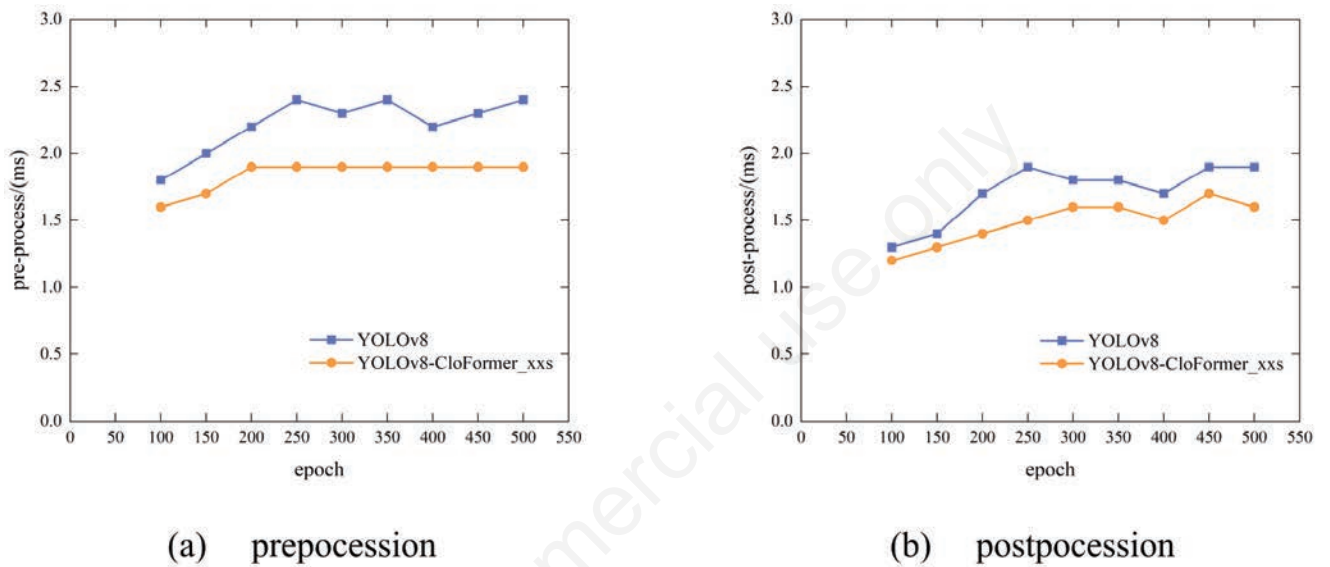 3.0
2.5
2.0
1.5
1.0
0.5
0.0
pre-process/(ms)
YOLOv8
YOLOv8-CloFormer_xxs
0 50 100 150 200 250 300 350 400 450 500 550
epoch
(a) prepocession
3.0
2.5
2.0
1.5
1.0
0.5
0.0
post-process/(ms)
YOLOv8
YOLOv8-CloFormer_xxs
0 50 100 150 200 250 300 350 400 450 500 550
epoch
(b) postpocession
mercial use only